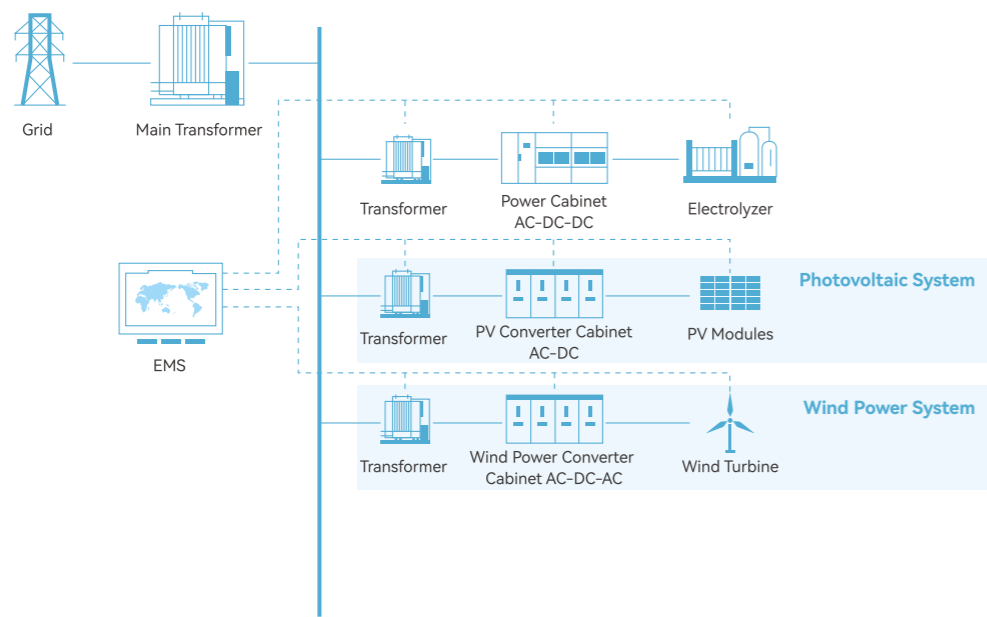 Grid
Main Transformer
Transformer
Power Cabinet
AC-DC-DC
Electrolyzer
Photovoltaic System
Transformer
PV Converter Cabinet
AC-DC
PV Modules
EMS
Wind Power System
Transformer
Wind Power Converter
Cabinet AC-DC-AC
Wind Turbine